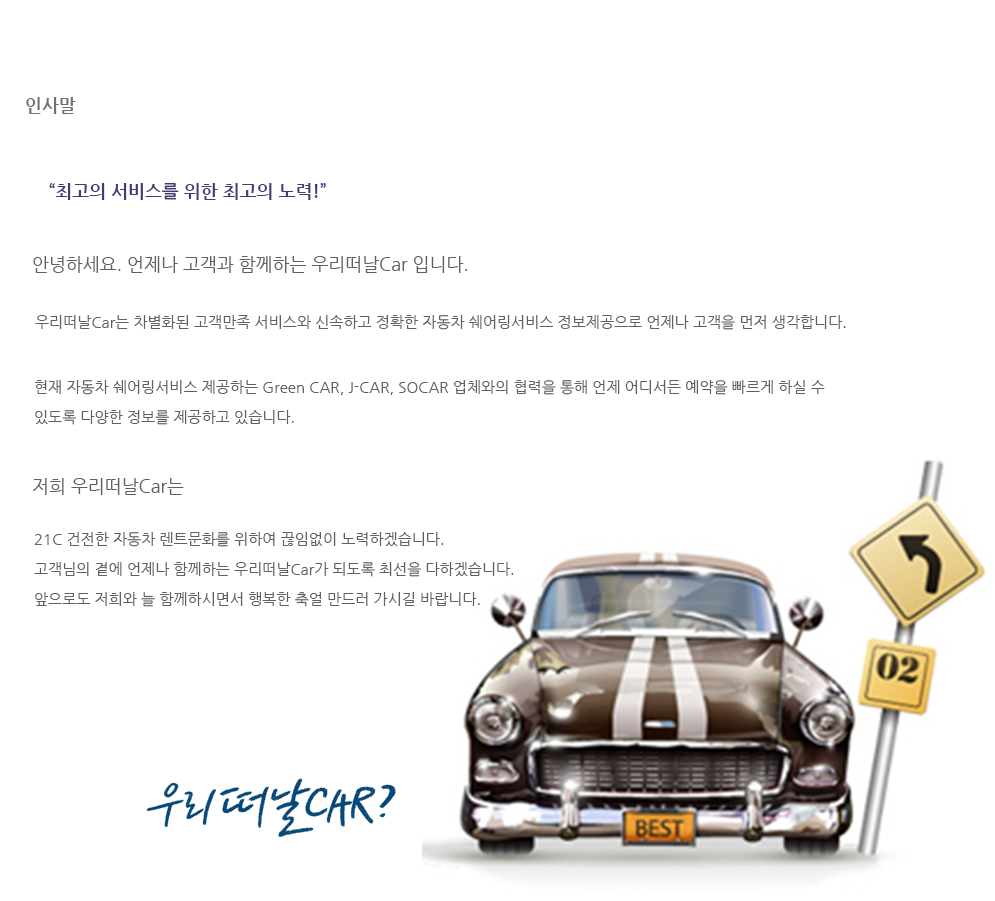 인사말
“최고의 서비스를 위한 최고의 노력!”
안녕하세요. 언제나 고객과 함께하는 우리떠날Car 입니다.
우리떠날Car는 차별화된 고객만족 서비스와 신속하고 정확한 자동차 쉐어링서비스 정보제공으로 언제나 고객을 먼저 생각합니다.
현재 자동차 쉐어링서비스 제공하는 Green CAR, J-CAR, SOCAR 업체와의 협력을 통해 언제 어디서든 예약을 빠르게 하실 수
있도록 다양한 정보를 제공하고 있습니다.
저희 우리떠날Car는
21C 건전한 자동차 렌트문화를 위하여 끊임없이 노력하겠습니다.
고객님의 곁에 언제나 함께하는 우리떠날Car가 되도록 최선을 다하겠습니다.
앞으로도 저희와 늘 함께하시면서 행복한 축얼 만드러 가시길 바랍니다.
02
우리떠날CAR?
BEST